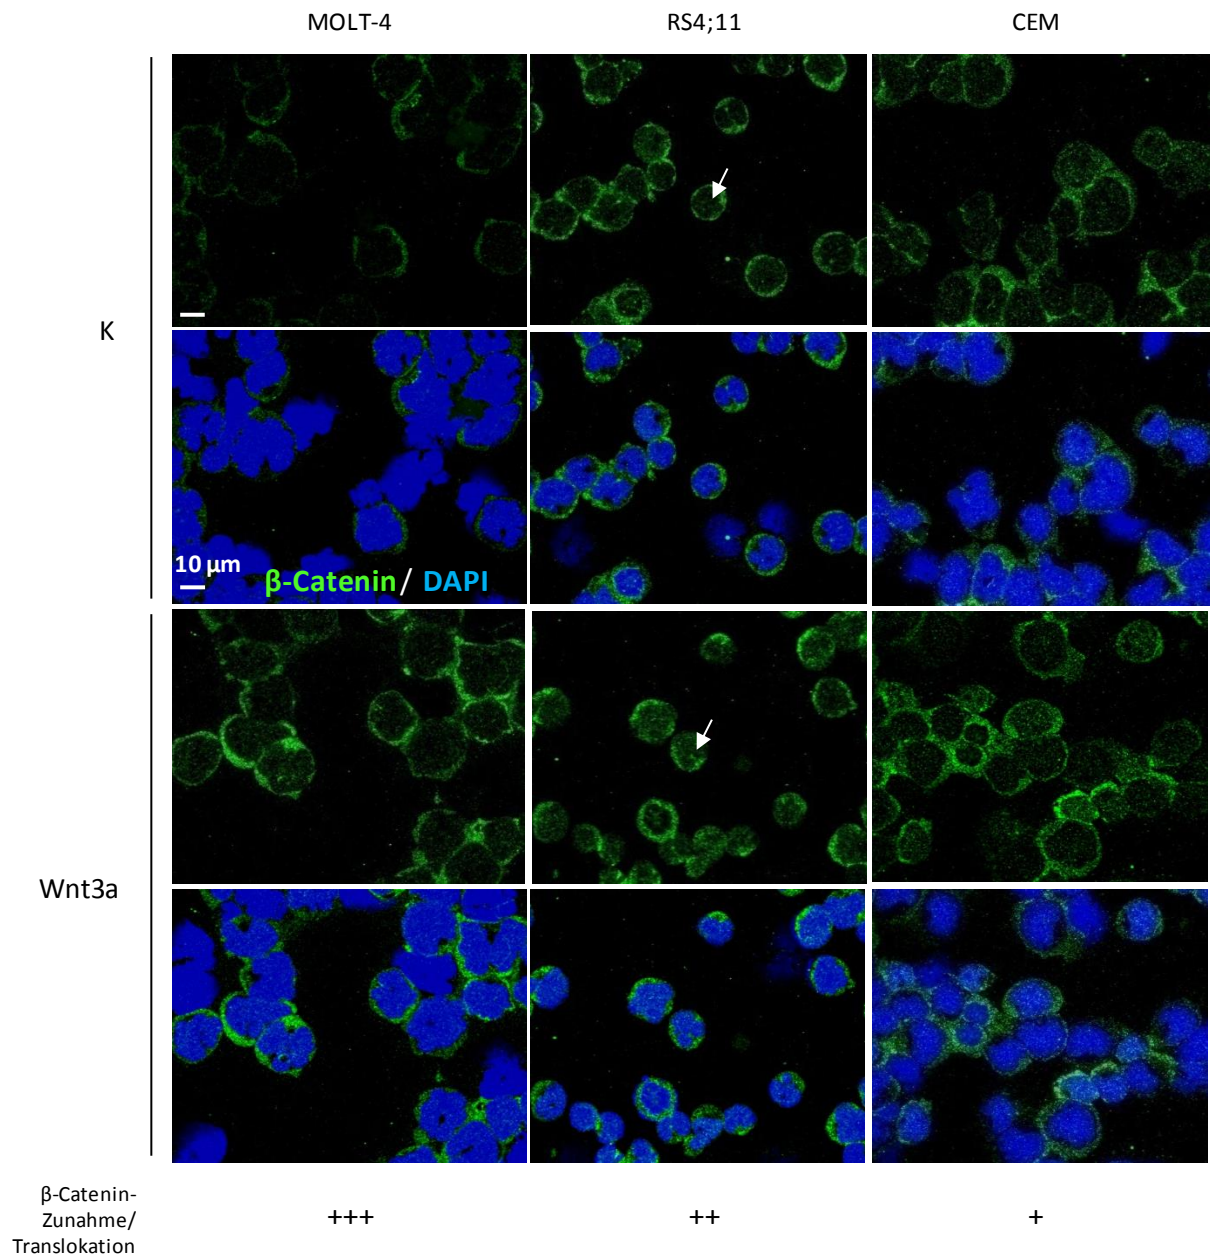 MOLT-4 RS4;11 CEM
K
10 µm
β-Catenin/ DAPI
Wnt3a
β-Catenin-
Zunahme/
Translokation
+++ ++ +